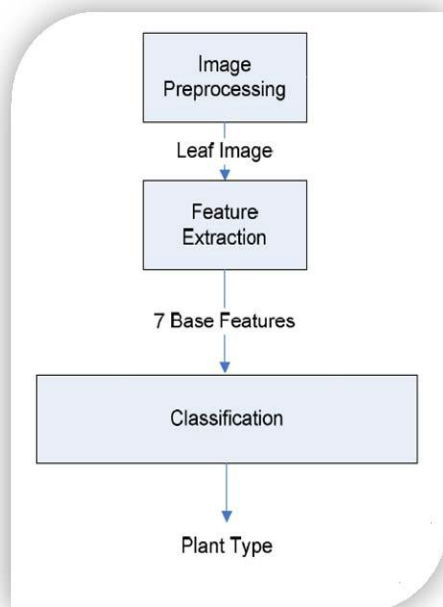 Image
Preprocessing
Leaf Image
Feature
Extraction
7 Base Features
Classification
Plant Type